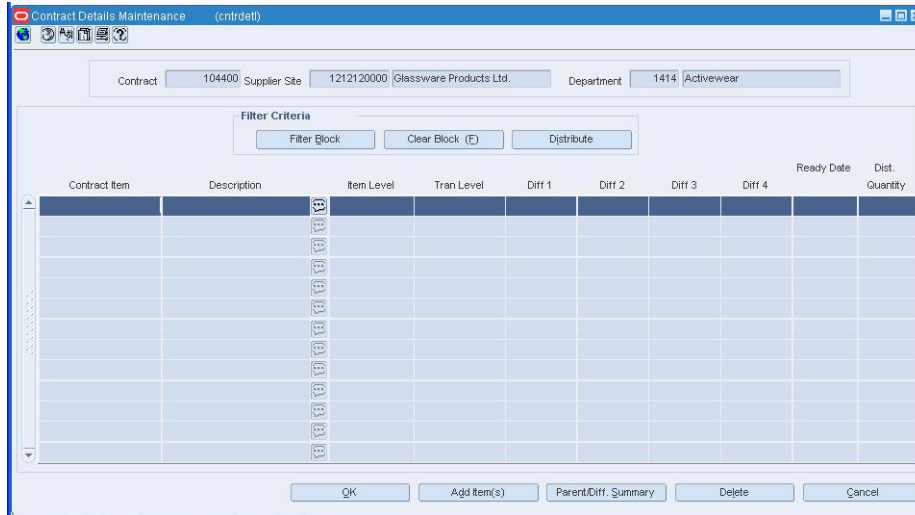 Contract Details Maintenance (cntrdetl)
Contract 104400 Supplier Site 1212120000 Glassware Products Ltd. Department 1414 Activewear
Filter Criteria
Filter Block Clear Block (F) Distribute
Contract Item Description Item Level Tran Level Diff 1 Diff 2 Diff 3 Diff 4 Ready Date Dist. Quantity
OK Add Item(s) Parent/Diff. Summary Delete Cancel